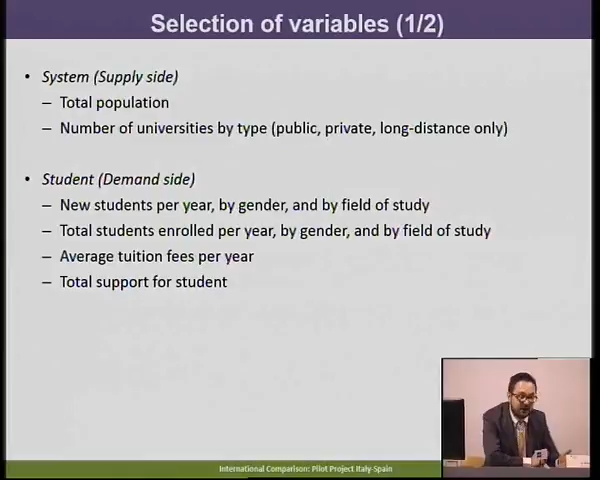 Selection of variables (1/2)
• System (Supply side)
– Total population
– Number of universities by type (public, private, long-distance only)
• Student (Demand side)
– New students per year, by gender, and by field of study
– Total students enrolled per year, by gender, and by field of study
– Average tuition fees per year
– Total support for student
International Comparison: Pilot Project Italy-Spain